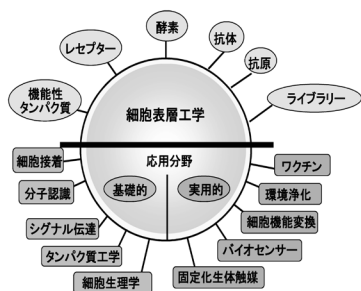 酵素
抗体
レセプター
抗原
機能性
タンパク質
ライブラリー
細胞表層工学
応用分野
細胞接着
ワクチン
基礎的
実用的
分子認識
環境浄化
シグナル伝達
細胞機能変換
タンパク質工学
バイオセンサー
細胞生理学
固定化生体触媒